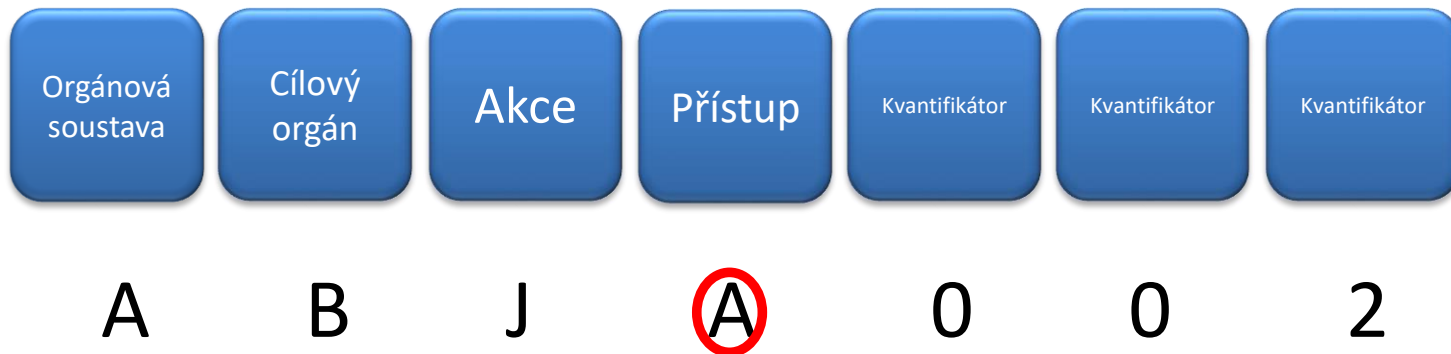 Orgánová
soustava
Cílový
orgán
Akce
Přístup
Kvantifikátor
Kvantifikátor
Kvantifikátor
A B J A 0 0 2